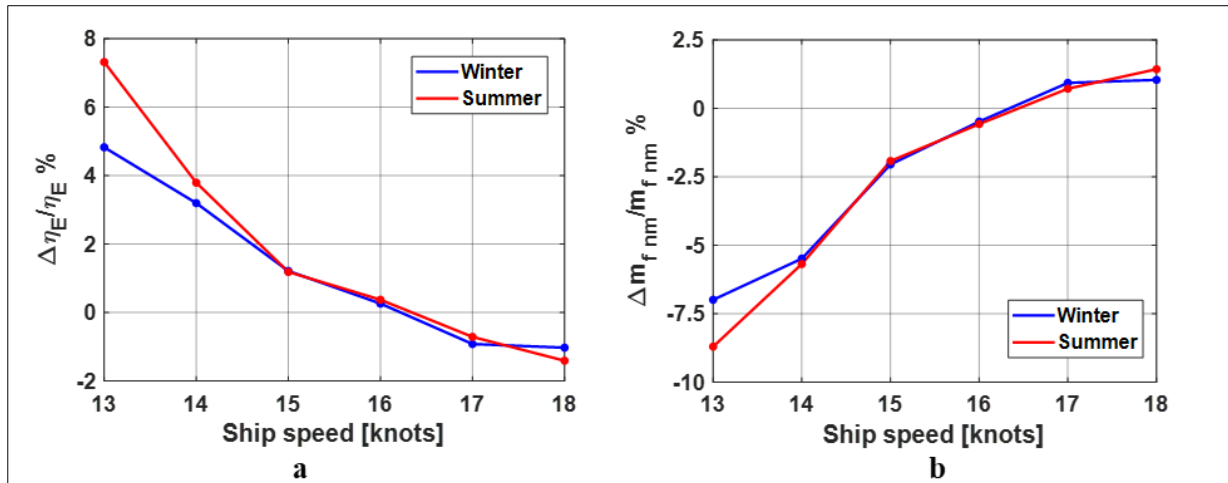 8
6
4
2
0
-2
Δη_E/η_E %
Winter
Summer
13 14 15 16 17 18
Ship speed [knots]
a
2.5
0
-2.5
-5
-7.5
-10
Δm_f nm/m_f nm %
Winter
Summer
13 14 15 16 17 18
Ship speed [knots]
b